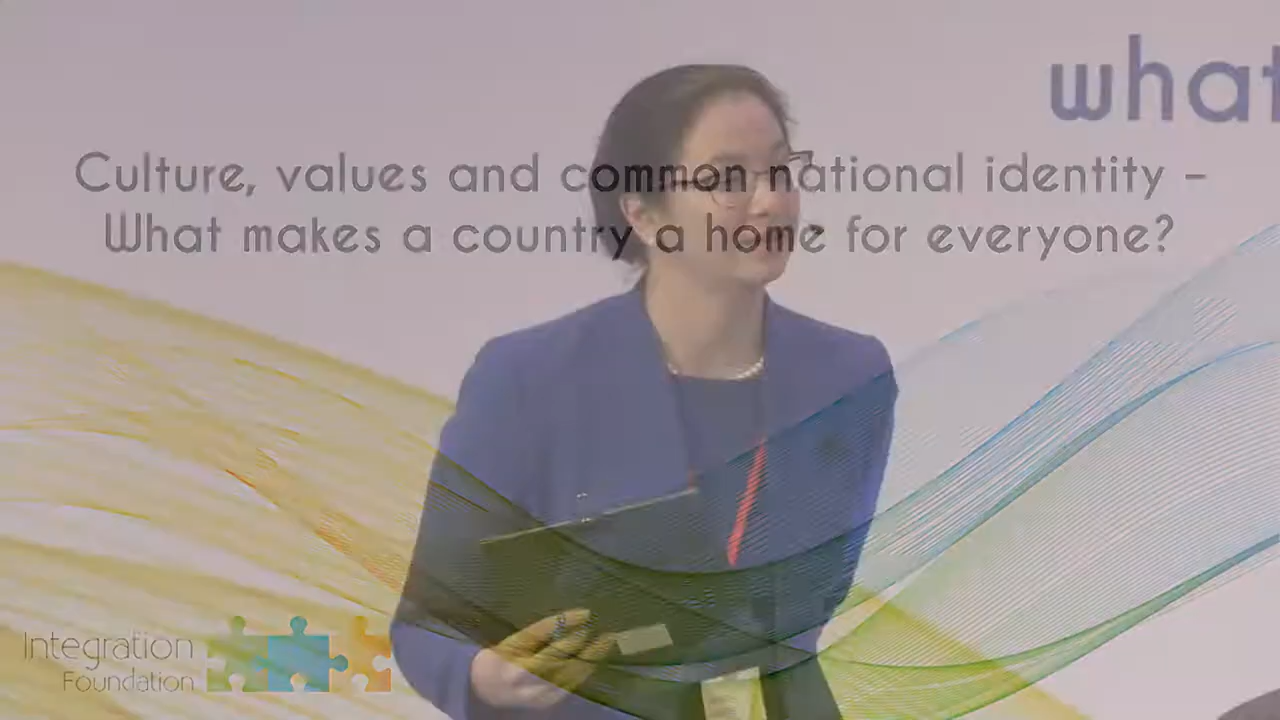 what
Culture, values and common national identity –
What makes a country a home for everyone?
Integration
Foundation